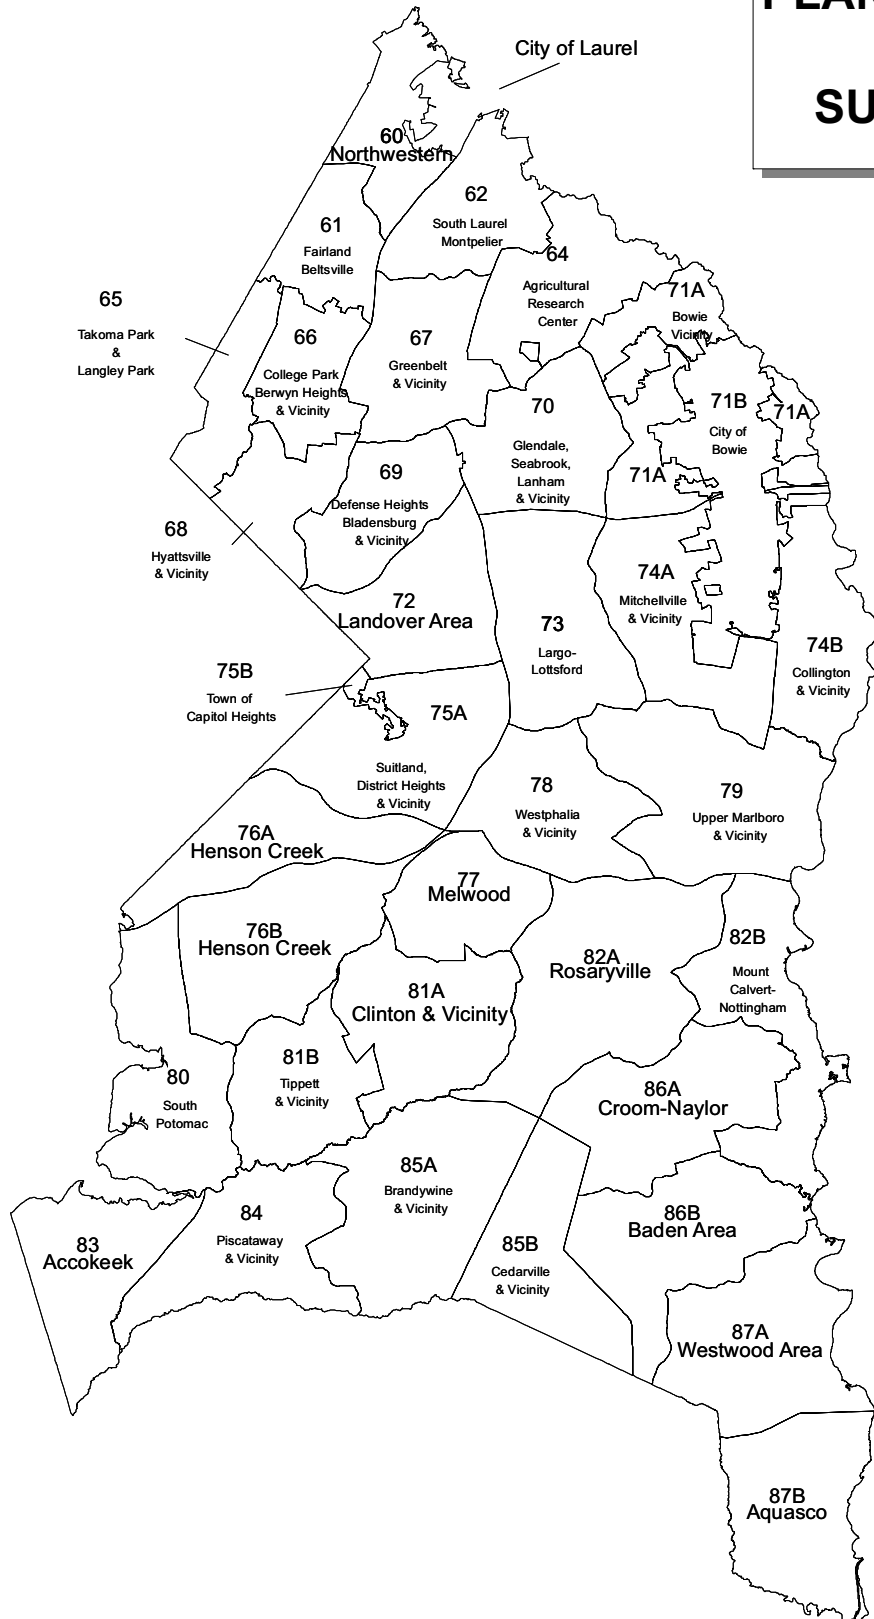 City of Laurel
SU
60
Northwestern
62
South Laurel
Montpelier
61
Fairland
Beltsville
64
Agricultural
Research
Center
71A
Bowie
Vicinity
65
Takoma Park
&
Langley Park
66
College Park
Berwyn Heights
& Vicinity
67
Greenbelt
& Vicinity
70
Glendale,
Seabrook,
Lanham
& Vicinity
71B
City of
Bowie
71A
71A
69
Defense Heights
Bladensburg
& Vicinity
68
Hyattsville
& Vicinity
72
Landover Area
73
Largo-
Lottsford
74A
Mitchellville
& Vicinity
74B
Collington
& Vicinity
75B
Town of
Capitol Heights
75A
Suitland,
District Heights
& Vicinity
78
Westphalia
& Vicinity
79
Upper Marlboro
& Vicinity
76A
Henson Creek
77
Melwood
76B
Henson Creek
82A
Rosaryville
82B
Mount
Calvert-
Nottingham
81A
Clinton & Vicinity
81B
Tippett
& Vicinity
80
South
Potomac
86A
Croom-Naylor
85A
Brandywine
& Vicinity
84
Piscataway
& Vicinity
83
Accokeek
85B
Cedarville
& Vicinity
86B
Baden Area
87A
Westwood Area
87B
Aquasco